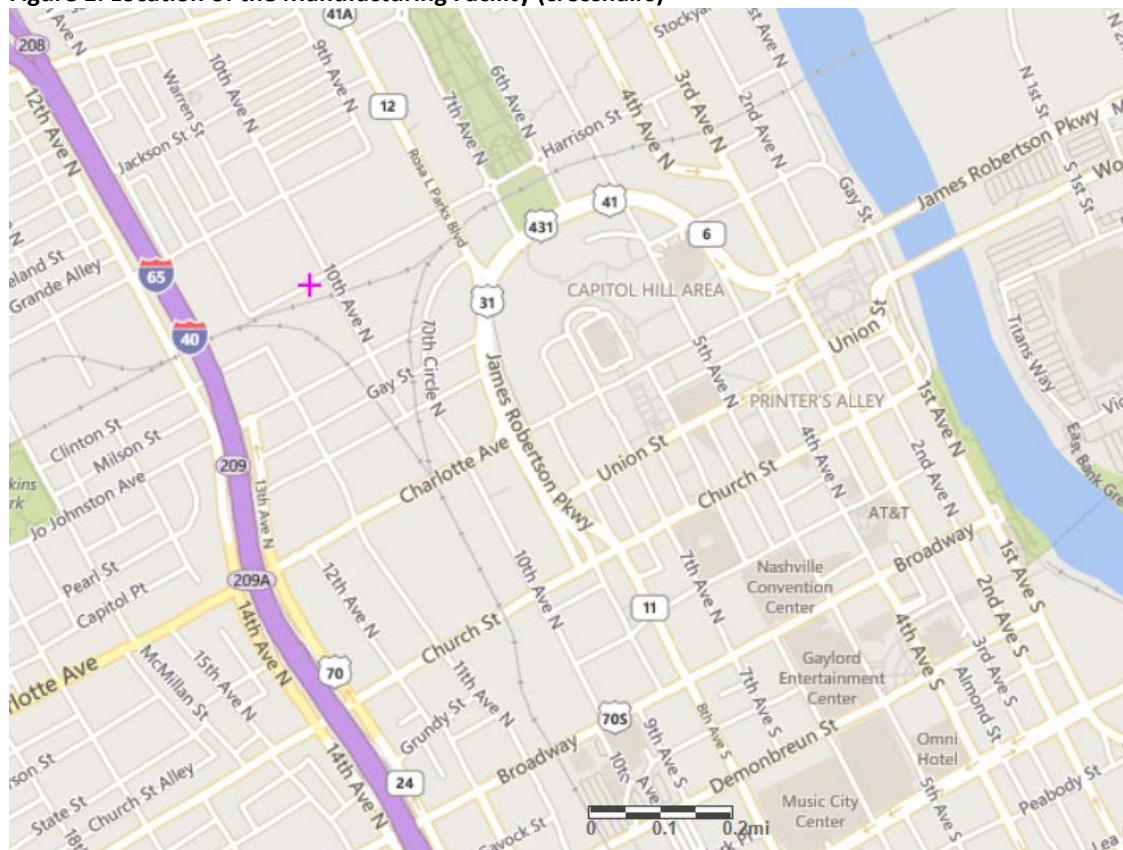 Figure 2: Location of the Manufacturing Facility (crosshairs)
41A
208
12th Ave N
Warren St
10th Ave N
9th Ave N
12
7th Ave N
6th Ave N
Stockyard
4th Ave N
3rd Ave N
1st Ave N
2nd Ave N
N 1st St
Jackson St
Harrison St
Rosa L Parks Blvd
James Robertson Pkwy
S 1st St
Gay St
41
431
6
Grande Alley
65
10th Ave N
40
10th Circle N
31
CAPITOL HILL AREA
Union St
Titans Way
5th Ave N
PRINTER'S ALLEY
1st Ave N
Gay St
James Robertson Pkwy
Clinton St
Milson St
209
13th Ave N
Charlotte Ave
Union St
Church St
4th Ave N
2nd Ave N
AT&T
Jo Johnston Ave
Broadway
Pearl St
Capitol Pt
209A
12th Ave N
10th Ave N
7th Ave N
Nashville
Convention
Center
1st Ave S
2nd Ave S
14th Ave N
11
Church St
McMillan St
15th Ave N
70
11th Ave N
Gaylord
Entertainment
Center
4th Ave S
3rd Ave S
Almond St
Grundy St
70S
9th Ave S
8th Ave S
7th Ave S
Broadway
Demonbreun St
Omni
Hotel
24
14th Ave N
State St
Church St Alley
Music City
Center
5th Ave S
Peabody St
0 0.1 0.2mi